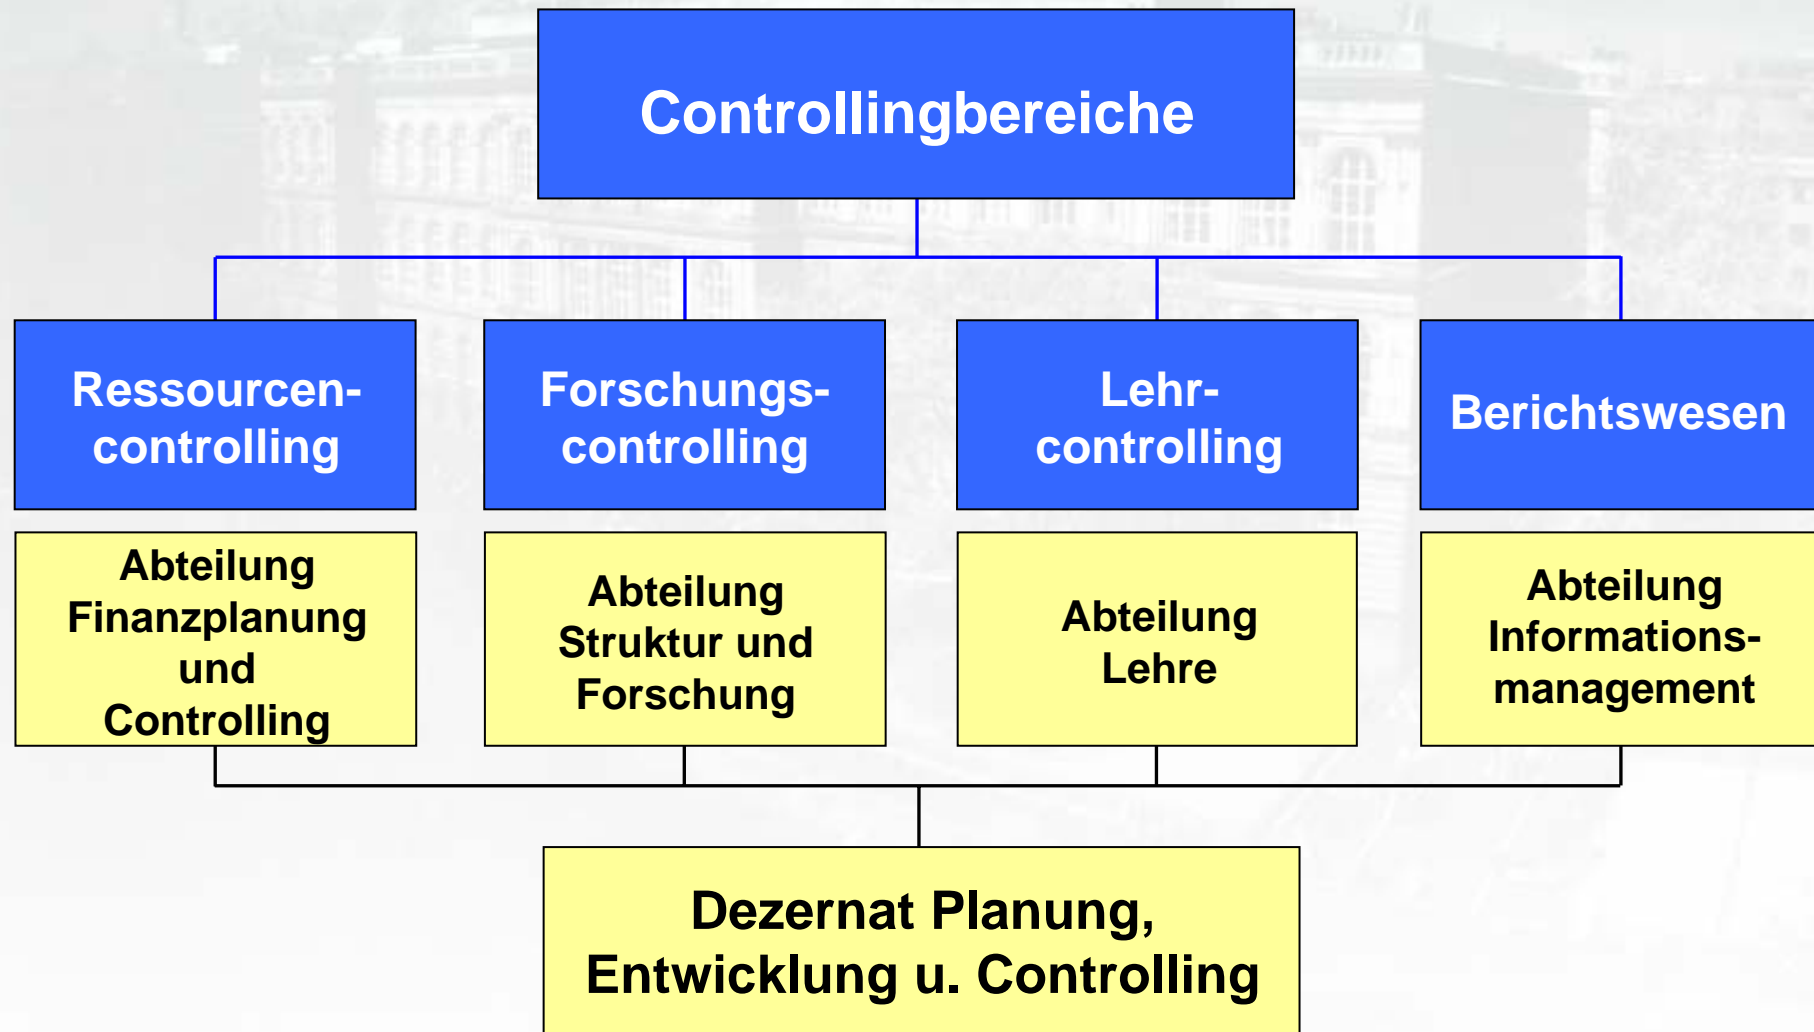 Controllingbereiche
Ressourcen-
controlling
Forschungs-
controlling
Lehr-
controlling
Berichtswesen
Abteilung
Finanzplanung
und
Controlling
Abteilung
Struktur und
Forschung
Abteilung
Lehre
Abteilung
Informations-
management
Dezernat Planung,
Entwicklung u. Controlling